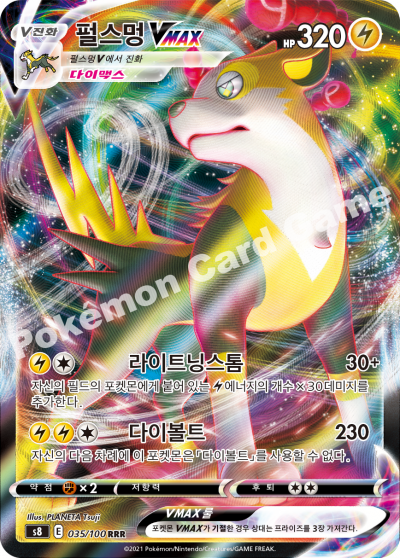 V진화
펄스멍 VMAX
HP 320
펄스멍V에서 진화
다이맥스
Pokémon Card Game
라이트닝스톰 30+
자신의 필드의 포켓몬에게 붙어 있는 에너지의 개수 × 30데미지를
추가한다.
다이볼트 230
자신의 다음 차례에 이 포켓몬은 「다이볼트」를 사용할 수 없다.
약점 ×2 저항력 후퇴
Illus. PLANETA Tsuji
s8 E 035/100 RRR
VMAX 룰
포켓몬 VMAX가 기절한 경우 상대는 프라이즈를 3장 가져간다.
©2021 Pokémon/Nintendo/Creatures/GAME FREAK.